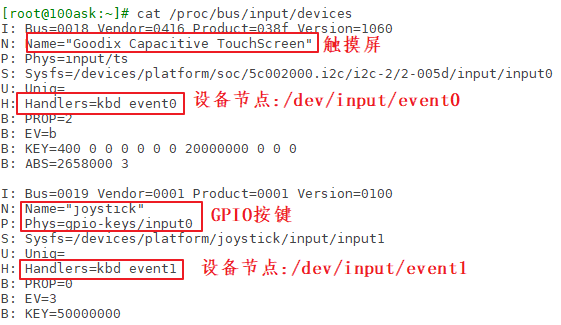 [root@100ask:~]# cat /proc/bus/input/devices
I: Bus=0018 Vendor=0416 Product=038f Version=1060
N: Name="Goodix Capacitive TouchScreen" 触摸屏
P: Phys=input/ts
S: Sysfs=/devices/platform/soc/5c002000.i2c/i2c-2/2-005d/input/input0
U: Uniq=
H: Handlers=kbd event0 设备节点:/dev/input/event0
B: PROP=2
B: EV=b
B: KEY=400 0 0 0 0 0 0 20000000 0 0 0
B: ABS=2658000 3
I: Bus=0019 Vendor=0001 Product=0001 Version=0100
N: Name="joystick"
P: Phys=gpio-keys/input0 GPIO按键
S: Sysfs=/devices/platform/joystick/input/input1
U: Uniq=
H: Handlers=kbd event1 设备节点:/dev/input/event1
B: PROP=0
B: EV=3
B: KEY=50000000